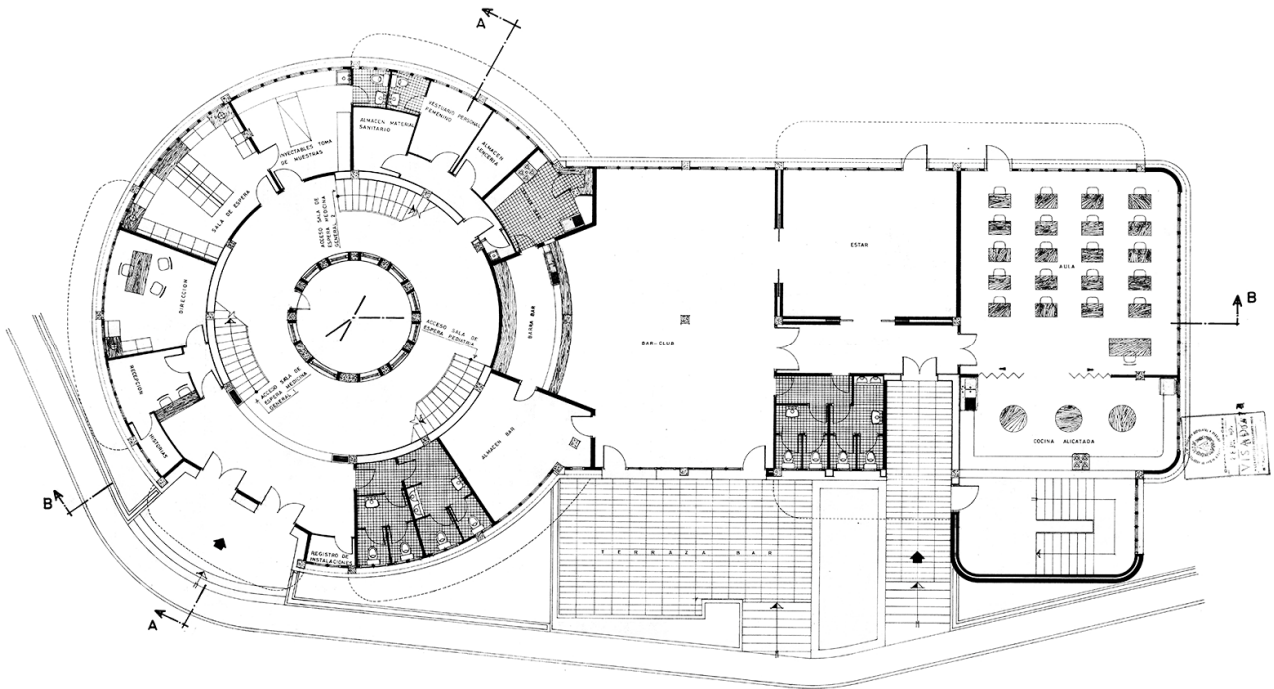 A
ALMACEN MATERIAL
SANITARIO
VESTUARIO PERSONAL
FEMENINO
ALMACEN
LENCERIA
INYECTABLES TOMA
DE MUESTRAS
SALA DE ESPERA
ACCESO SALA DE
ESPERA MEDICINA
GENERAL 2
DIRECCION
RECEPCION
HISTORIAS
ACCESO SALA DE
ESPERA PEDIATRIA
ACCESO SALA DE
ESPERA MEDICINA
GENERAL
BARRA BAR
BAR-CLUB
ESTAR
AULA
B
COCINA ALICATADA
ALMACEN BAR
B
REGISTRO DE
INSTALACIONES
TERRAZA BAR
A